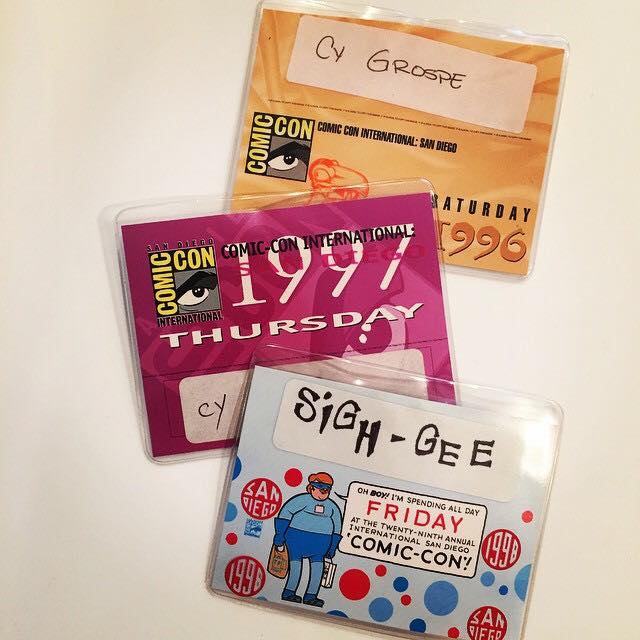 Cy Grospe
COMIC
CON
COMIC CON INTERNATIONAL: SAN DIEGO
SATURDAY
1996
SAN DIEGO
COMIC
CON
INTERNATIONAL
COMIC-CON INTERNATIONAL:
SAN DIEGO
1997
THURSDAY
cy
SiGH-GEE
OH BOY! I'M SPENDING ALL DAY
FRIDAY
AT THE TWENTY-NINTH ANNUAL
INTERNATIONAL SAN DIEGO
'COMIC-CON'!
SAN
DIEGO
1998
1998
SAN
DIEGO